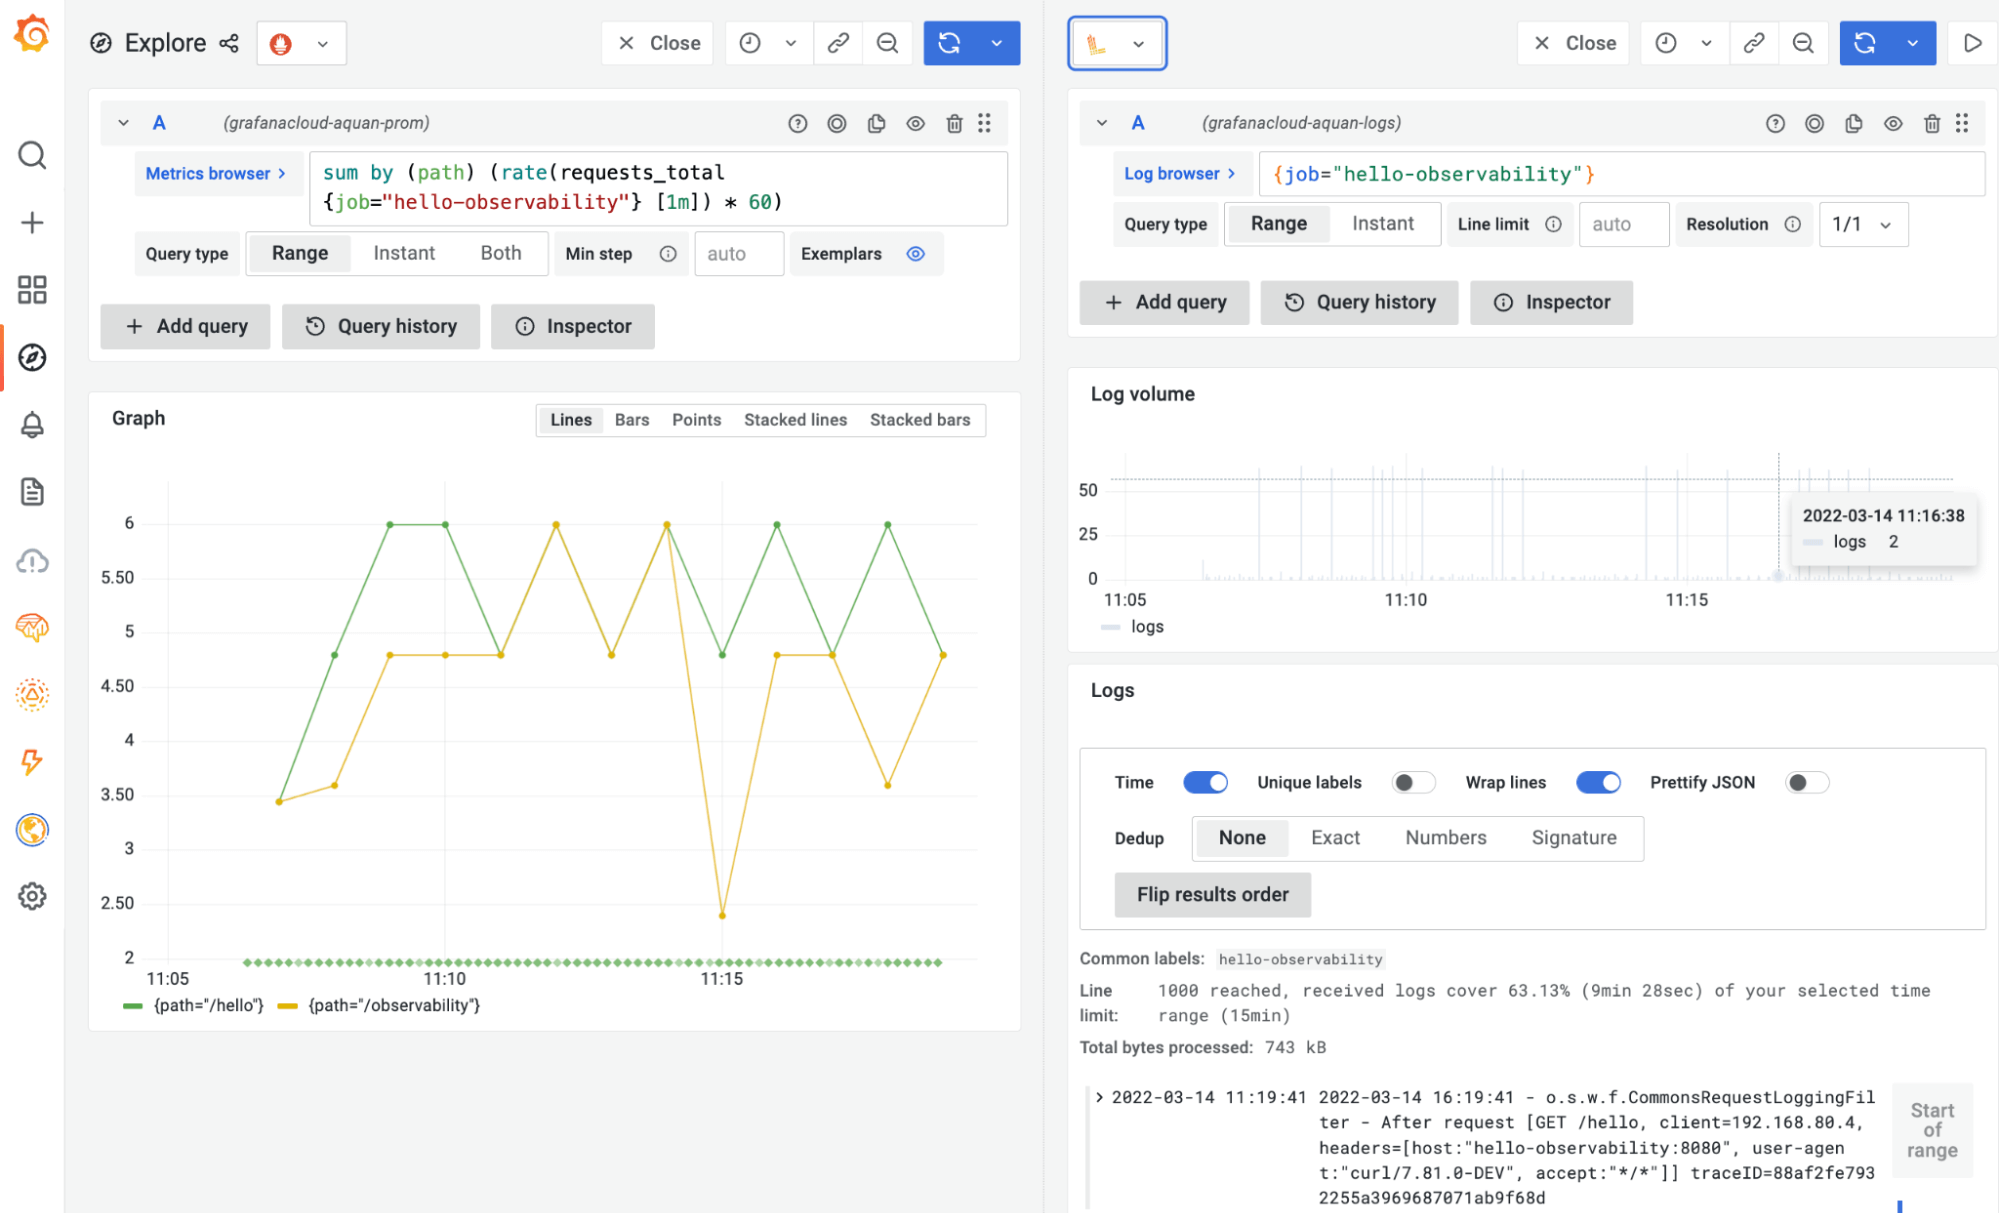 Explore
Close
A (grafanacloud-aquan-prom)
Metrics browser
sum by (path) (rate(requests_total
{job="hello-observability"} [1m]) * 60)
Query type Range Instant Both Min step auto Exemplars
+ Add query Query history Inspector
Graph
Lines Bars Points Stacked lines Stacked bars
6
5.50
5
4.50
4
3.50
3
2.50
2
11:05 11:10 11:15
{path="/hello"} {path="/observability"}
Close
A (grafanacloud-aquan-logs)
Log browser {job="hello-observability"}
Query type Range Instant Line limit auto Resolution 1/1
+ Add query Query history Inspector
Log volume
50
25
0
2022-03-14 11:16:38
logs 2
11:05 11:10 11:15
logs
Logs
Time Unique labels Wrap lines Prettify JSON
Dedup None Exact Numbers Signature
Flip results order
Common labels: hello-observability
Line 1000 reached, received logs cover 63.13% (9min 28sec) of your selected time
limit: range (15min)
Total bytes processed: 743 kB
2022-03-14 11:19:41 2022-03-14 16:19:41 - o.s.w.f.CommonsRequestLoggingFil
ter - After request [GET /hello, client=192.168.80.4,
headers=[host:"hello-observability:8080", user-agen
t:"curl/7.81.0-DEV", accept:"*/*"]] traceID=88af2fe793
2255a3969687071ab9f68d
Start
of
range